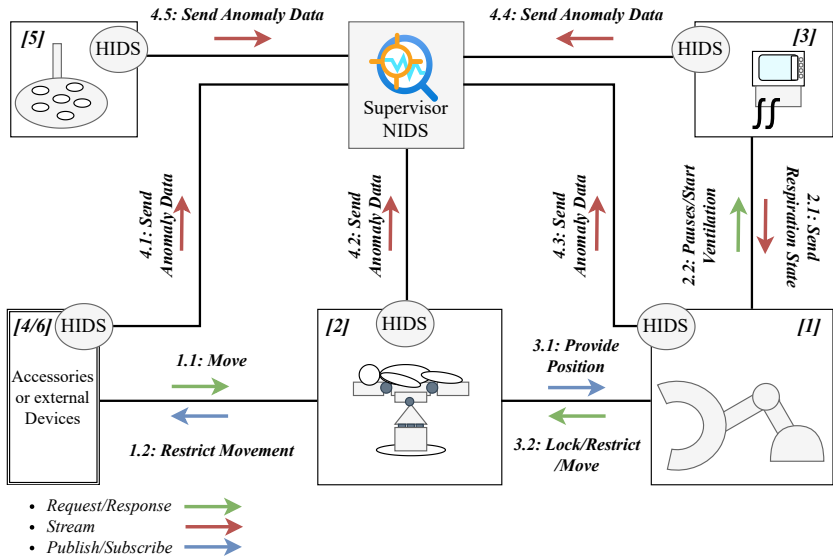 4.5: Send Anomaly Data
4.4: Send Anomaly Data
[5]
HIDS
Supervisor
NIDS
HIDS
[3]
4.1: Send
Anomaly Data
4.2: Send
Anomaly Data
4.3: Send
Anomaly Data
2.2: Pauses/Start
Ventilation
2.1: Send
Respiration State
[4/6]
HIDS
Accessories
or external
Devices
1.1: Move
1.2: Restrict Movement
[2]
HIDS
3.1: Provide
Position
3.2: Lock/Restrict
/Move
HIDS
[1]
• Request/Response
• Stream
• Publish/Subscribe